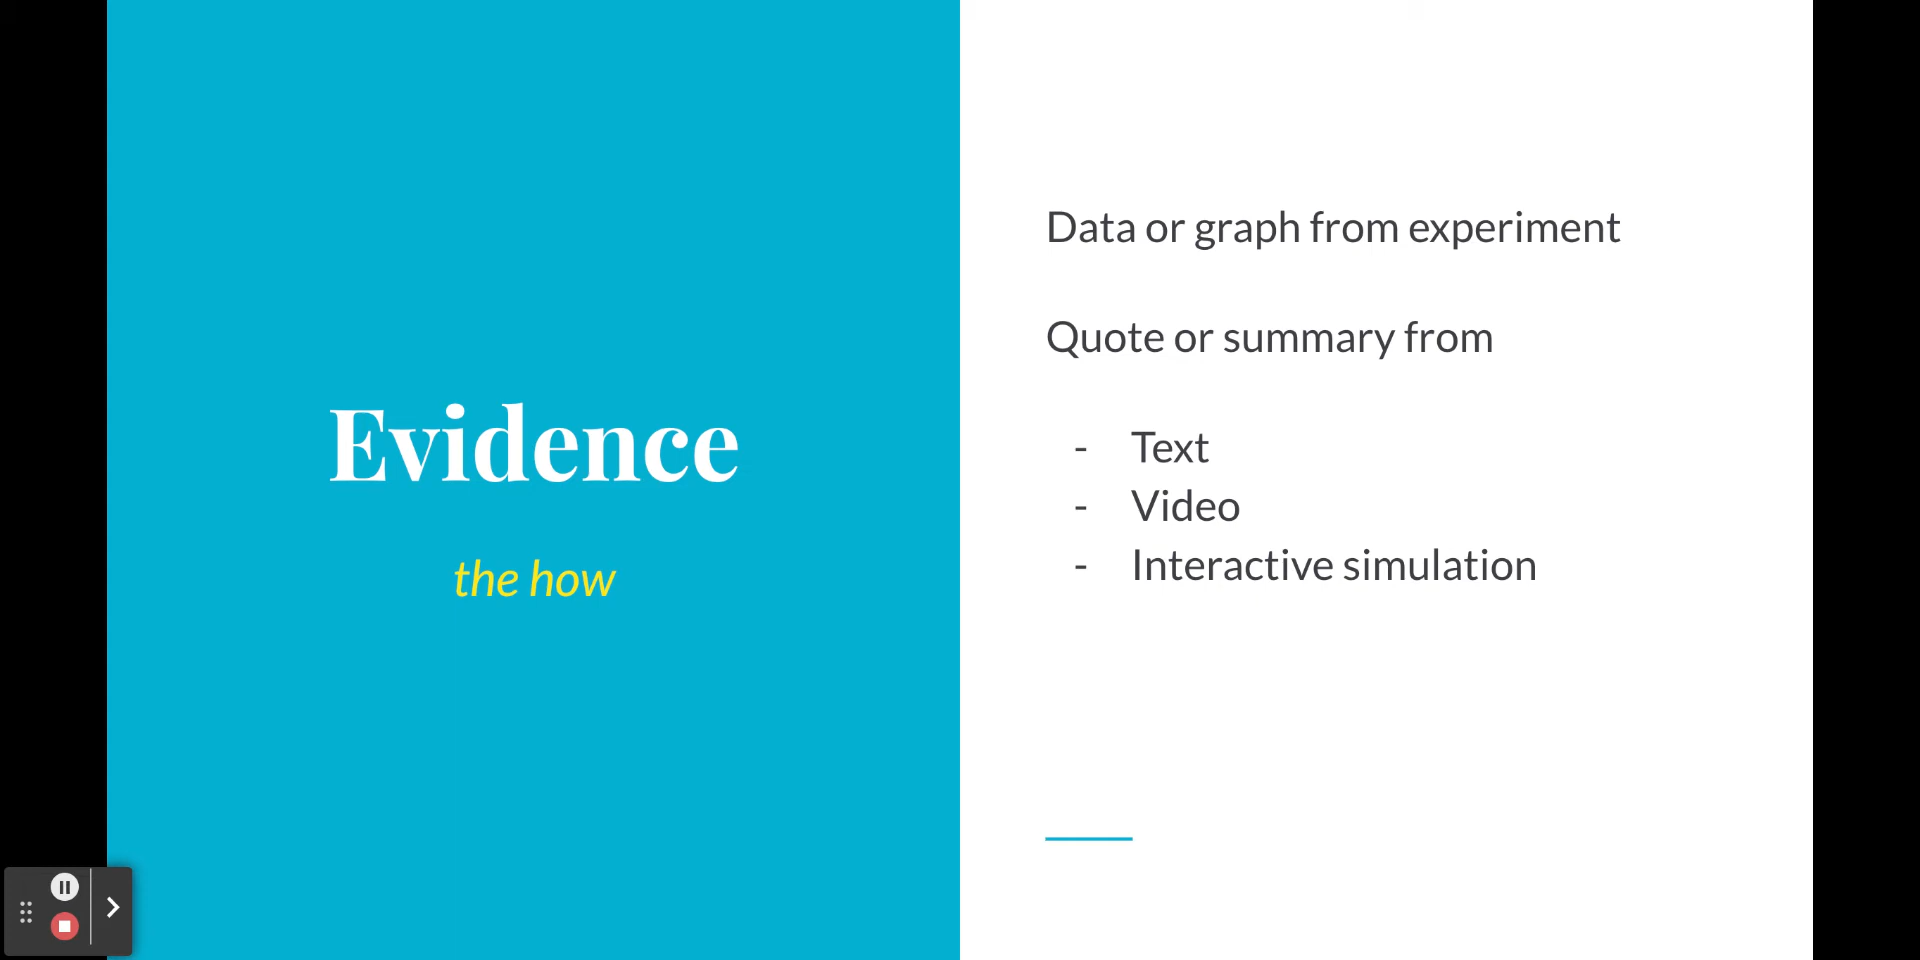 Evidence
the how
Data or graph from experiment
Quote or summary from
- Text
- Video
- Interactive simulation